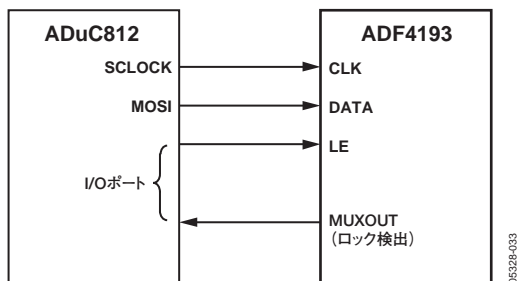 ADuC812
ADF4193
SCLOCK
CLK
MOSI
DATA
LE
I/Oポート
MUXOUT
(ロック検出)
05328-033